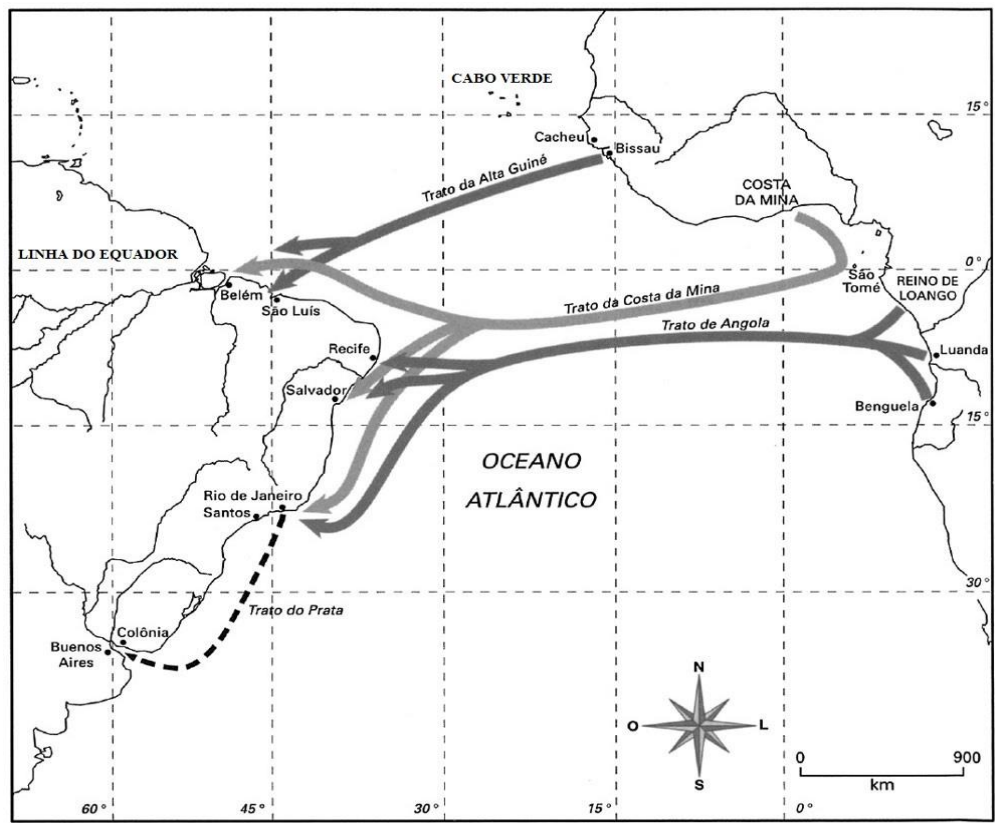 CABO VERDE
15°
Cacheu
Bissau
Trato da Alta Guiné
COSTA
DA MINA
LINHA DO EQUADOR
0°
São
Tomé
REINO DE
LOANGO
Belém
São Luís
Trato da Costa da Mina
Trato de Angola
Recife
Luanda
Salvador
Benguela
15°
OCEANO
ATLÂNTICO
Rio de Janeiro
Santos
30°
Trato do Prata
Colônia
Buenos
Aires
N
O
L
S
0
900
km
60°
45°
30°
15°
0°